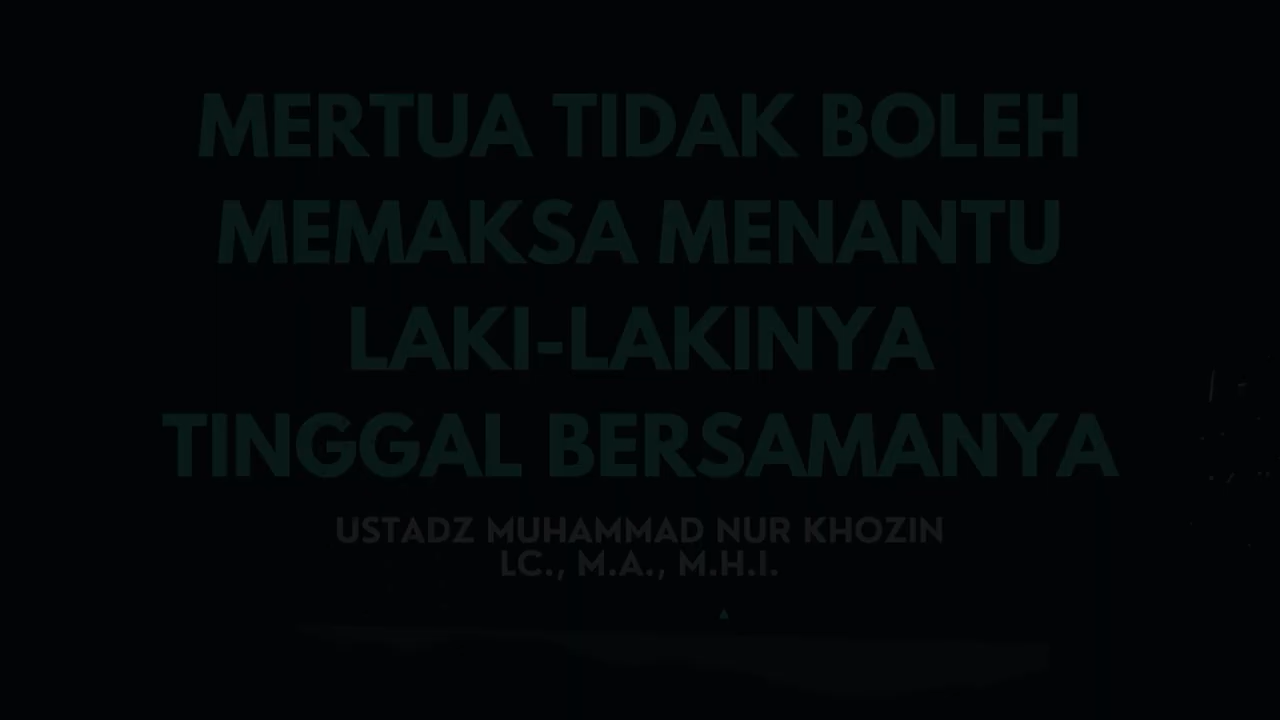 MERTUA TIDAK BOLEH
MEMAKSA MENANTU
LAKI-LAKINYA
TINGGAL BERSAMANYA
USTADZ MUHAMMAD NUR KHOZIN
LC., M.A., M.H.I.